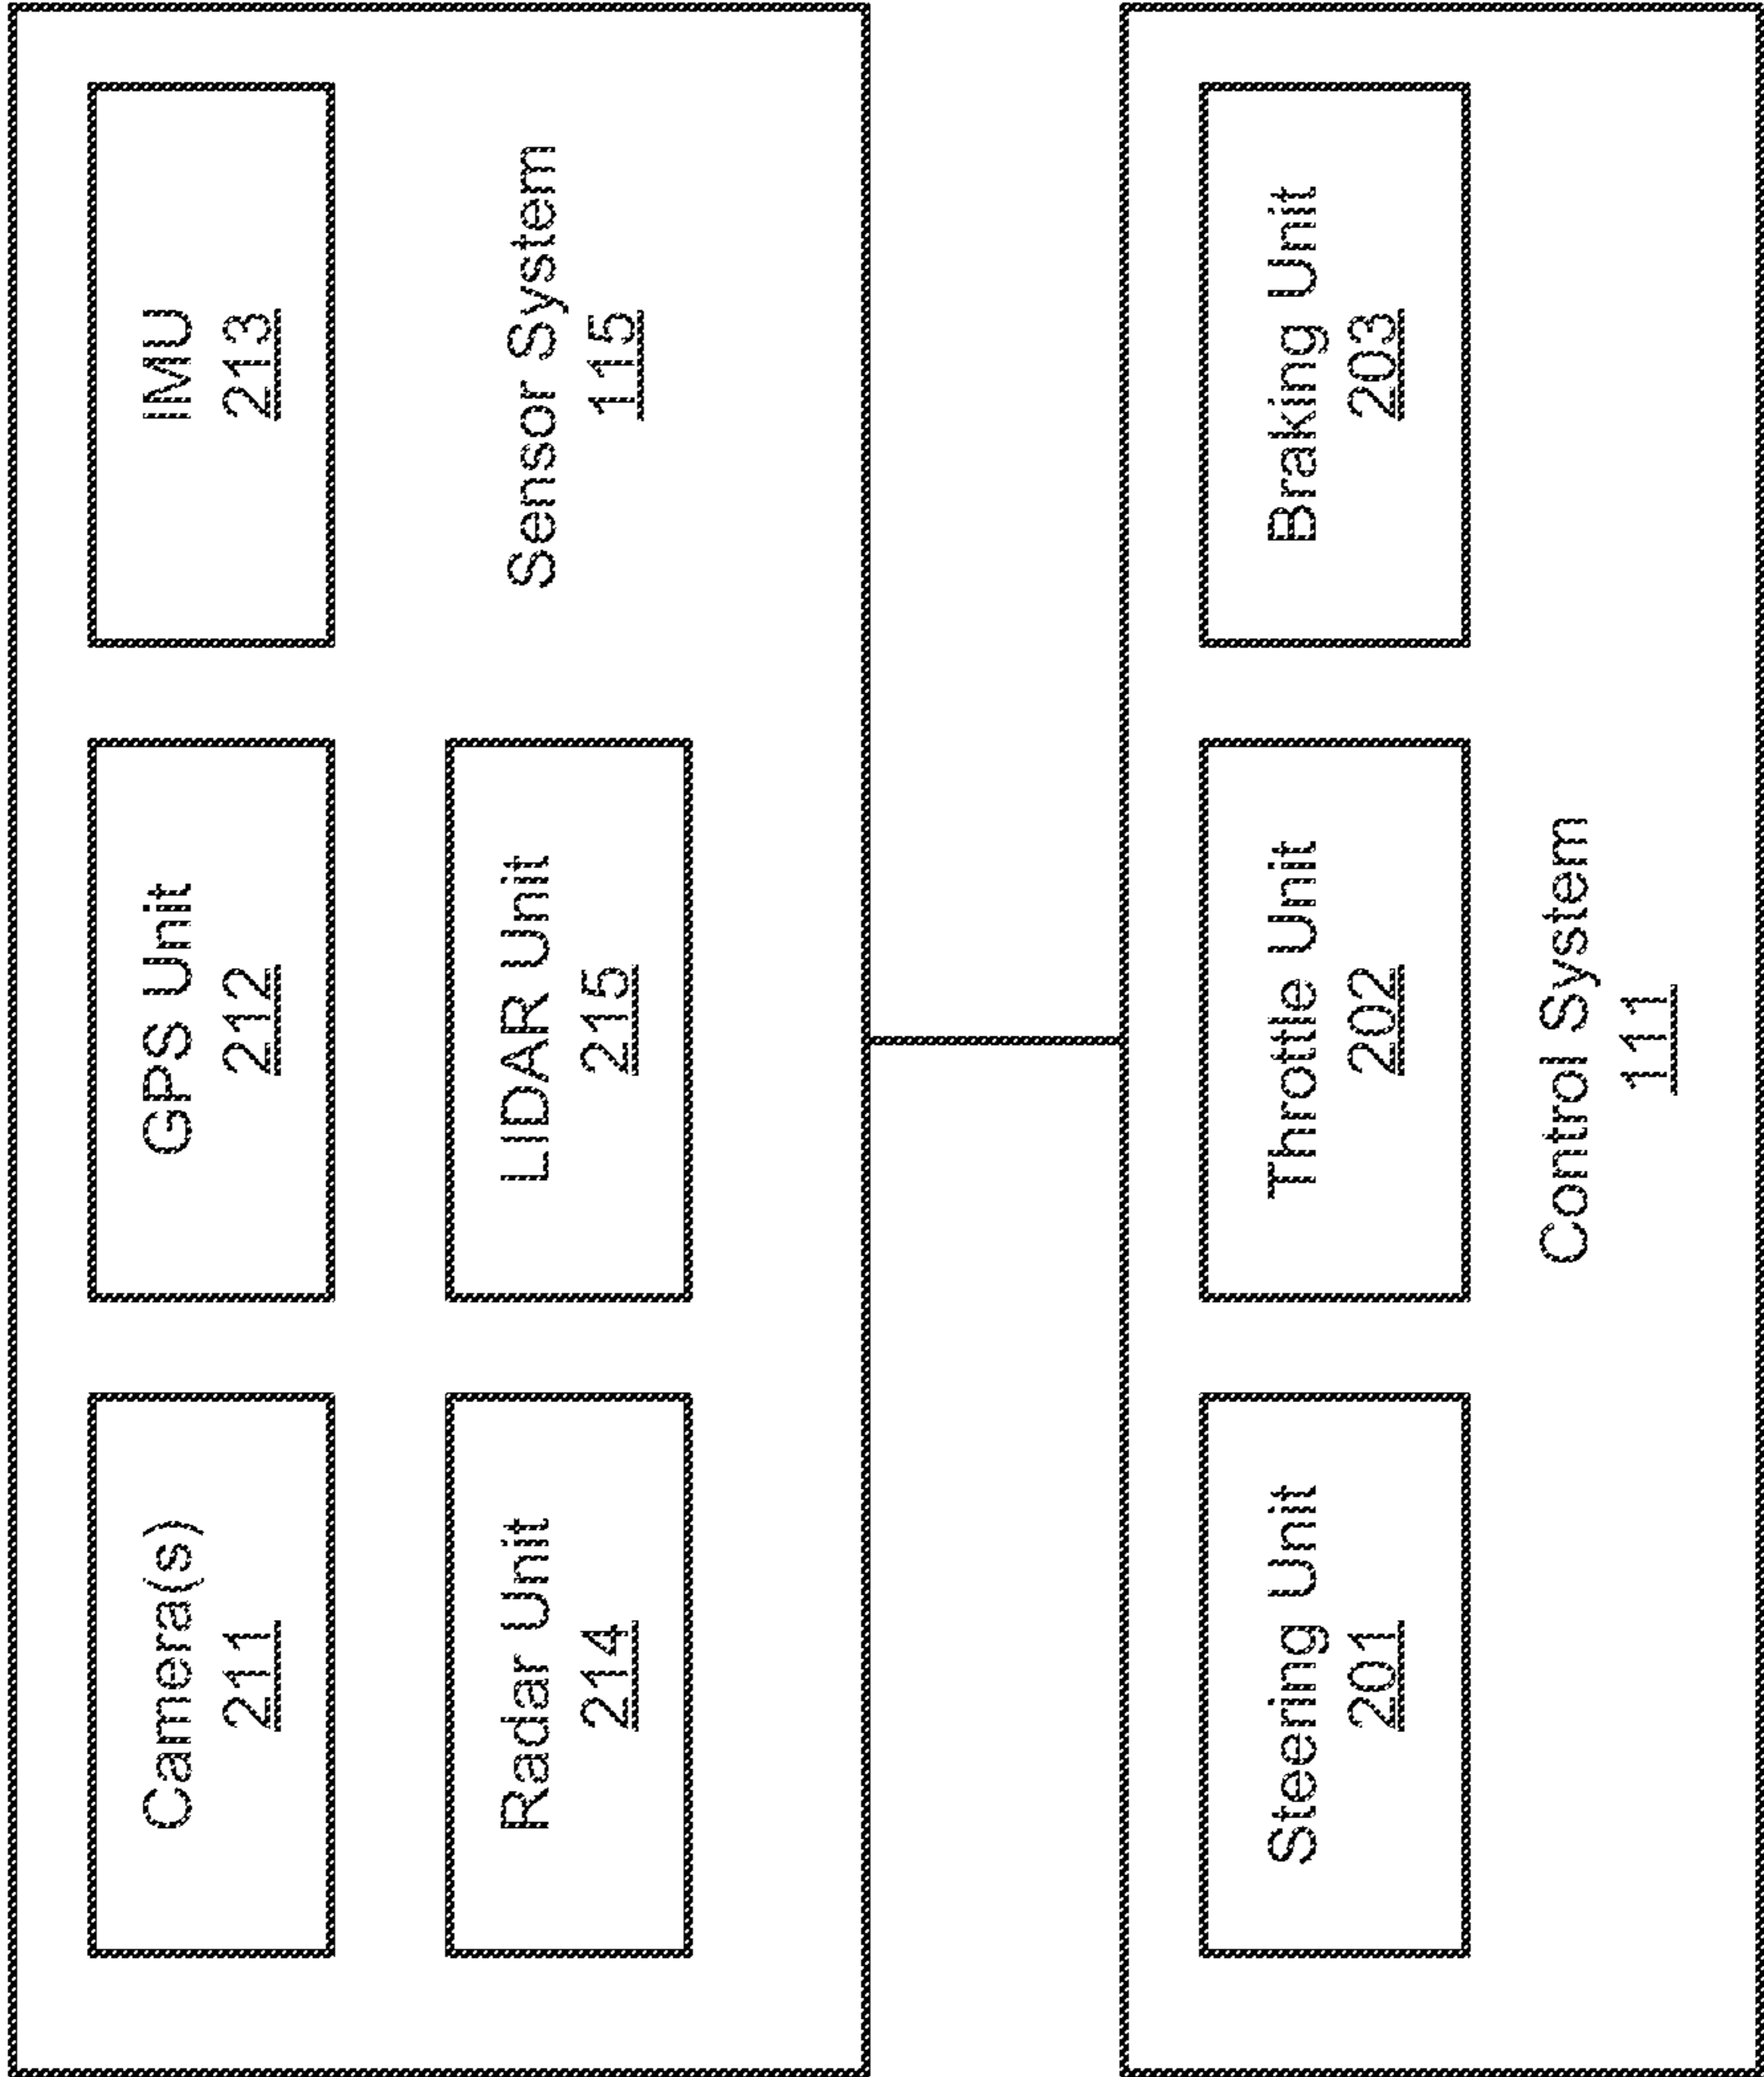 Camera(s)
211
GPS Unit
212
IMU
213
Radar Unit
214
LIDAR Unit
215
Sensor System
115
Steering Unit
201
Throttle Unit
202
Braking Unit
203
Control System
111